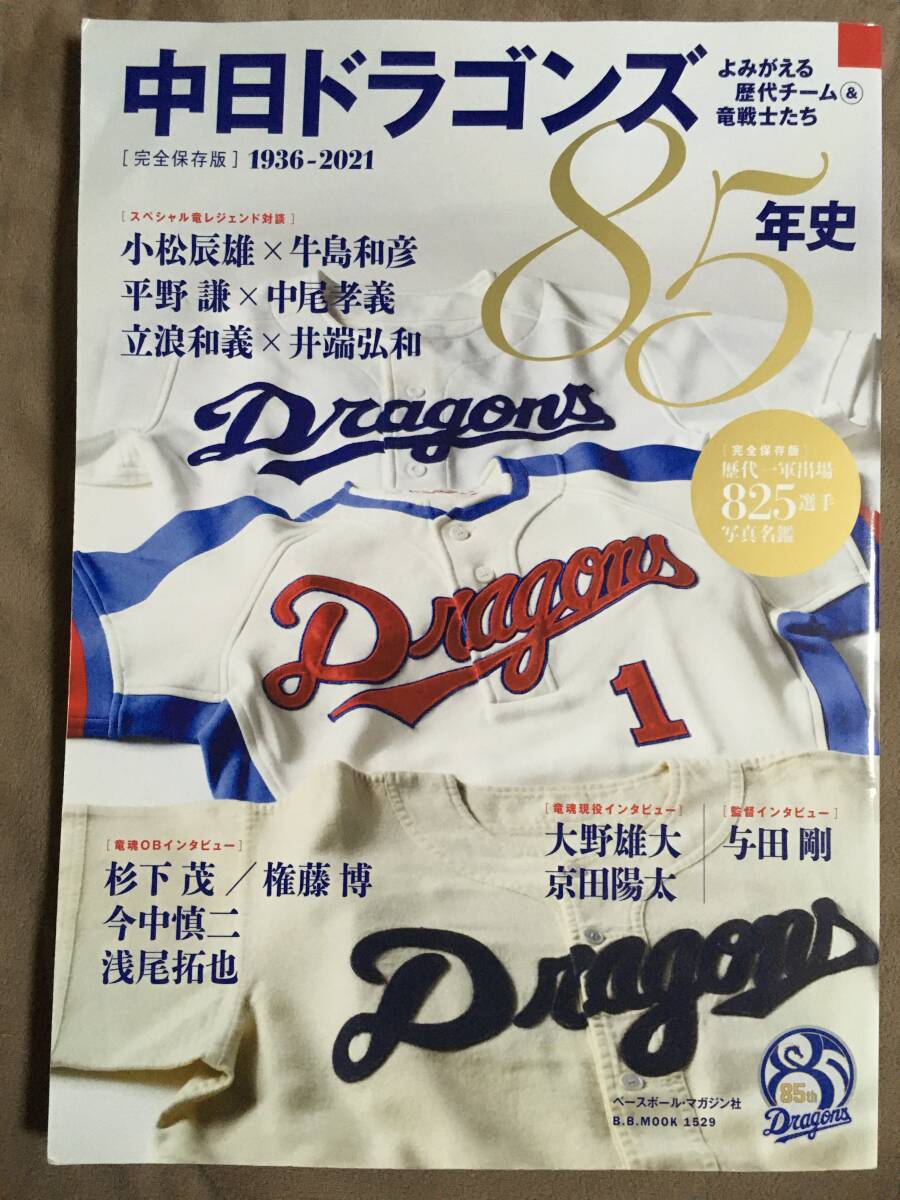 中日ドラゴンズ
よみがえる
歴代チーム&
竜戦士たち
[完全保存版] 1936-2021
85年史
[スペシャル竜レジェンド対談]
小松辰雄×牛島和彦
平野 謙×中尾孝義
立浪和義×井端弘和
Dragons
[完全保存版]
歴代一軍出場
825選手
写真名鑑
Dragons
1
[竜魂現役インタビュー]
大野雄大
京田陽太
[監督インタビュー]
与田 剛
[竜魂OBインタビュー]
杉下 茂/権藤 博
今中慎二
浅尾拓也
Dragons
ベースボール・マガジン社
B.B.MOOK 1529
85
85th
Dragons